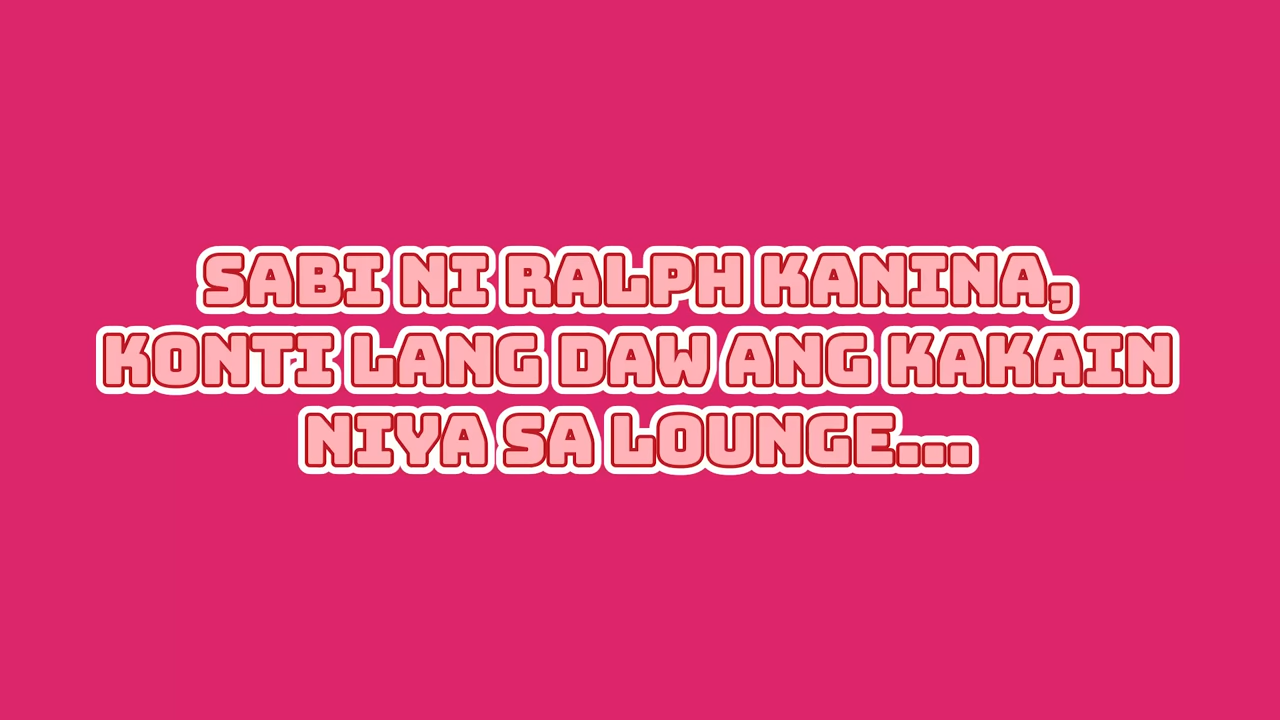 SABI NI RALPH KANINA,
KONTI LANG DAW ANG KAKAIN
NIYA SA LOUNGE...